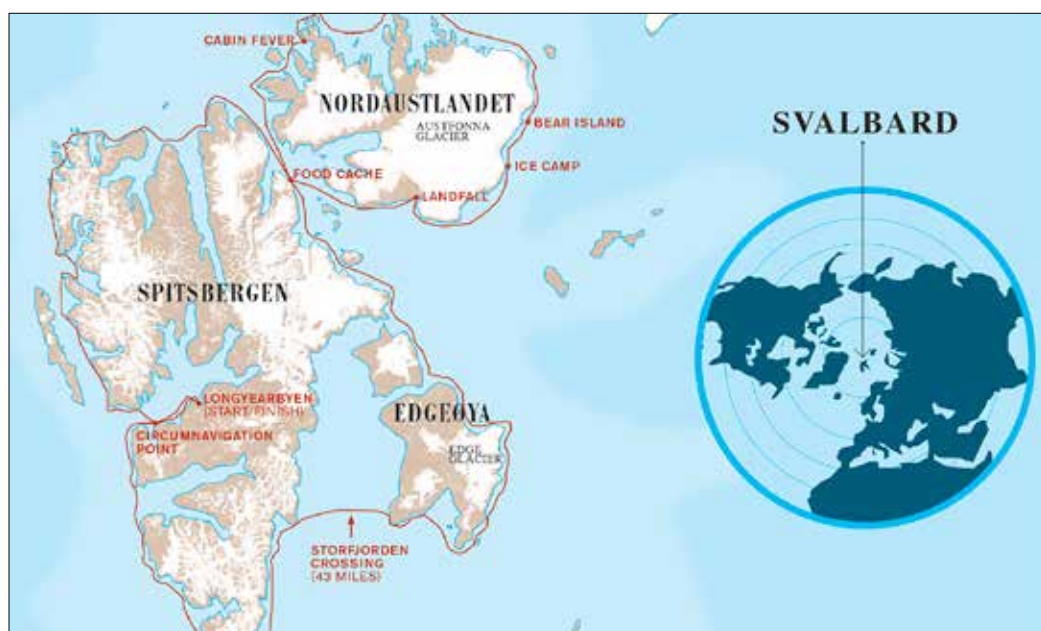 CABIN FEVER
NORDAUSTLANDET
AUSTFONNA
GLACIER
BEAR ISLAND
ICE CAMP
FOOD CACHE
LANDFALL
SVALBARD
SPITSBERGEN
LONGYEARBYEN
(START/FINISH)
CIRCUMNAVIGATION
POINT
EDGEØYA
EDGE
GLACIER
STORFJORDEN
CROSSING
(43 MILES)